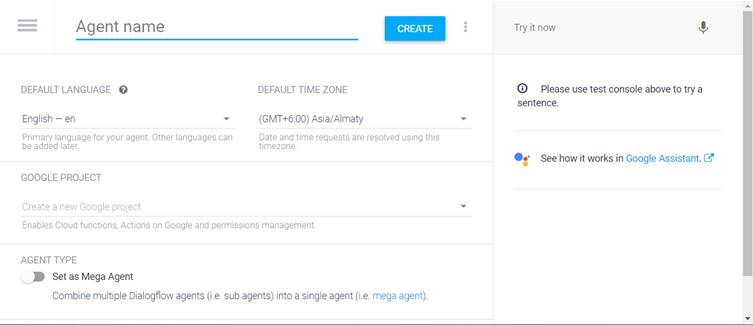 Agent name
CREATE
Try it now
DEFAULT LANGUAGE ?
DEFAULT TIME ZONE
English — en
(GMT+6:00) Asia/Almaty
Primary language for your agent. Other languages can
be added later.
Date and time requests are resolved using this
timezone.
GOOGLE PROJECT
Create a new Google project
Enables Cloud functions, Actions on Google and permissions management.
AGENT TYPE
Set as Mega Agent
Combine multiple Dialogflow agents (i.e. sub agents) into a single agent (i.e. mega agent).
Please use test console above to try a
sentence.
See how it works in Google Assistant.